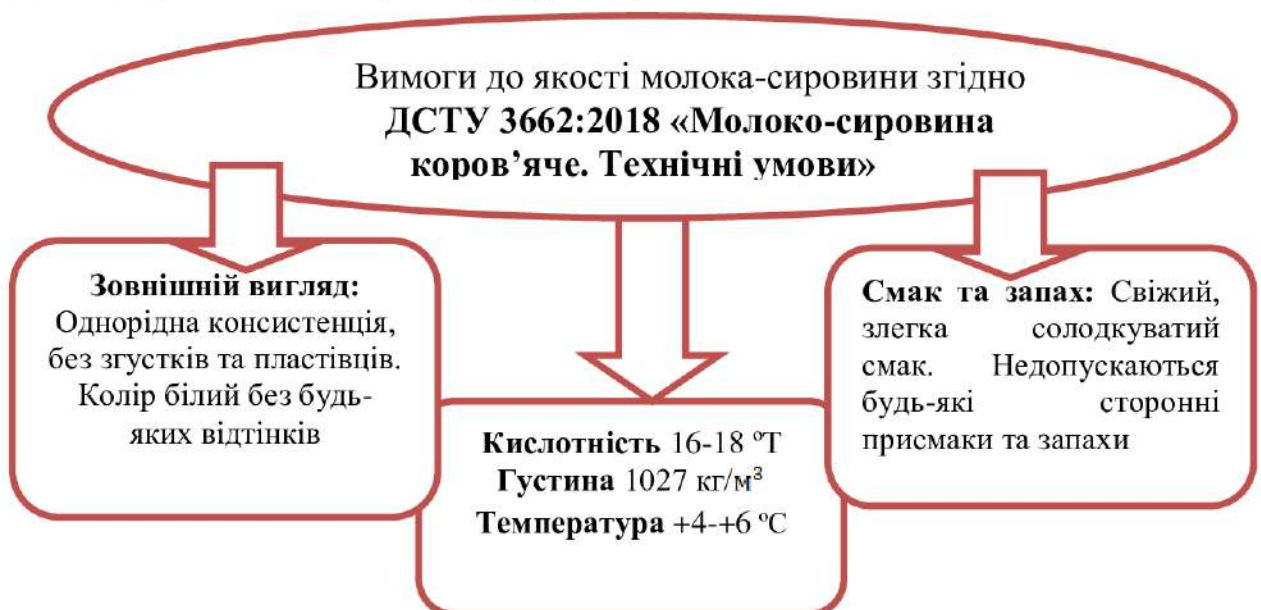 Вимоги до якості молока-сировини згідно
ДСТУ 3662:2018 «Молоко-сировина
коров’яче. Технічні умови»
Зовнішній вигляд:
Однорідна консистенція,
без згустків та пластівців.
Колір білий без будь-
яких відтінків
Кислотність 16-18 ºТ
Густина 1027 кг/м³
Температура +4-+6 ºС
Смак та запах: Свіжий,
злегка солодкуватий
смак. Недопускаються
будь-які сторонні
присмаки та запахи